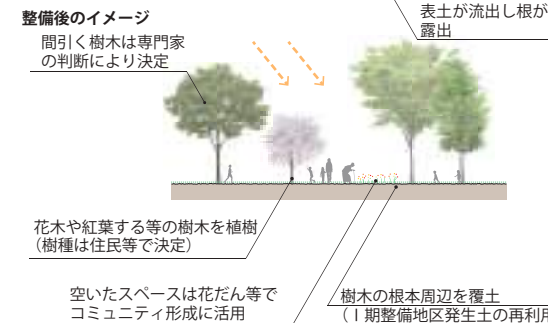 整備後のイメージ
表土が流出し根が
露出
間引く樹木は専門家
の判断により決定
花木や紅葉する等の樹木を植樹
（樹種は住民等で決定）
空いたスペースは花だん等で
コミュニティ形成に活用
樹木の根本周辺を覆土
（Ⅰ期整備地区発生土の再利用